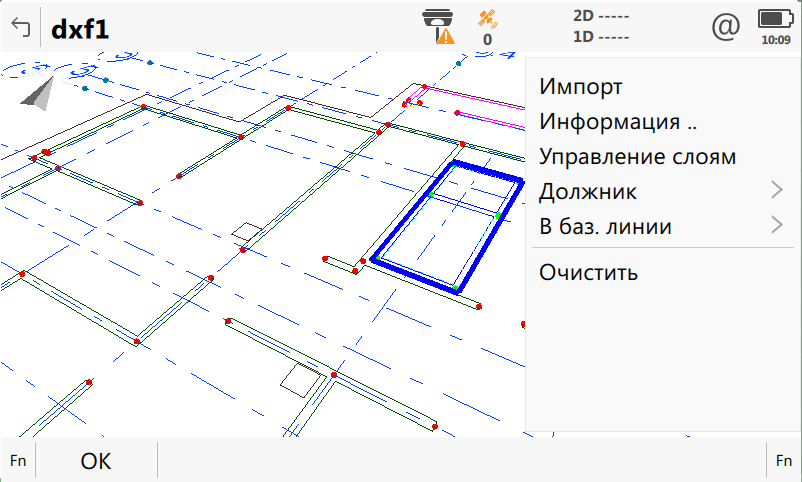 dxf1
0
2D -----
1D -----
@
10:09
Импорт
Информация ..
Управление слоям
Должник
В баз. линии
Очистить
Fn
OK
Fn